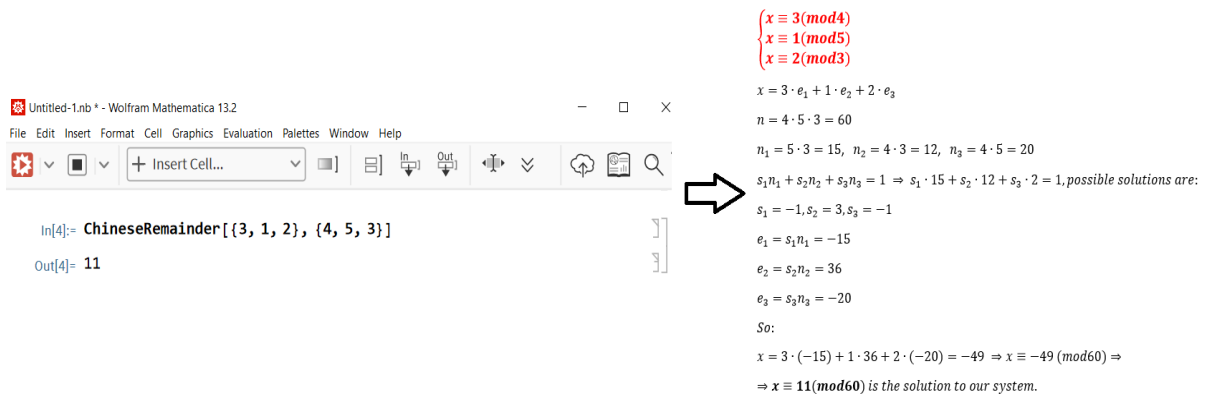 Untitled-1.nb * - Wolfram Mathematica 13.2
File Edit Insert Format Cell Graphics Evaluation Palettes Window Help
+ Insert Cell...
In
Out
In[4]:= ChineseRemainder[{3, 1, 2}, {4, 5, 3}]
Out[4]= 11
x ≡ 3(mod4)
x ≡ 1(mod5)
x ≡ 2(mod3)
x = 3 · e₁ + 1 · e₂ + 2 · e₃
n = 4 · 5 · 3 = 60
n₁ = 5 · 3 = 15, n₂ = 4 · 3 = 12, n₃ = 4 · 5 = 20
s₁n₁ + s₂n₂ + s₃n₃ = 1 ⇒ s₁ · 15 + s₂ · 12 + s₃ · 2 = 1, possible solutions are:
s₁ = −1, s₂ = 3, s₃ = −1
e₁ = s₁n₁ = −15
e₂ = s₂n₂ = 36
e₃ = s₃n₃ = −20
So:
x = 3 · (−15) + 1 · 36 + 2 · (−20) = −49 ⇒ x ≡ −49 (mod60) ⇒
⇒ x ≡ 11(mod60) is the solution to our system.